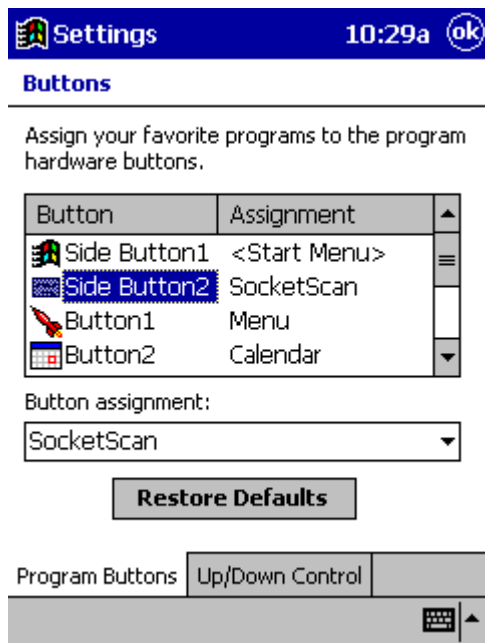 Settings 10:29a ok
Buttons
Assign your favorite programs to the program
hardware buttons.
Button Assignment
Side Button1 <Start Menu>
Side Button2 SocketScan
Button1 Menu
Button2 Calendar
Button assignment:
SocketScan
Restore Defaults
Program Buttons Up/Down Control